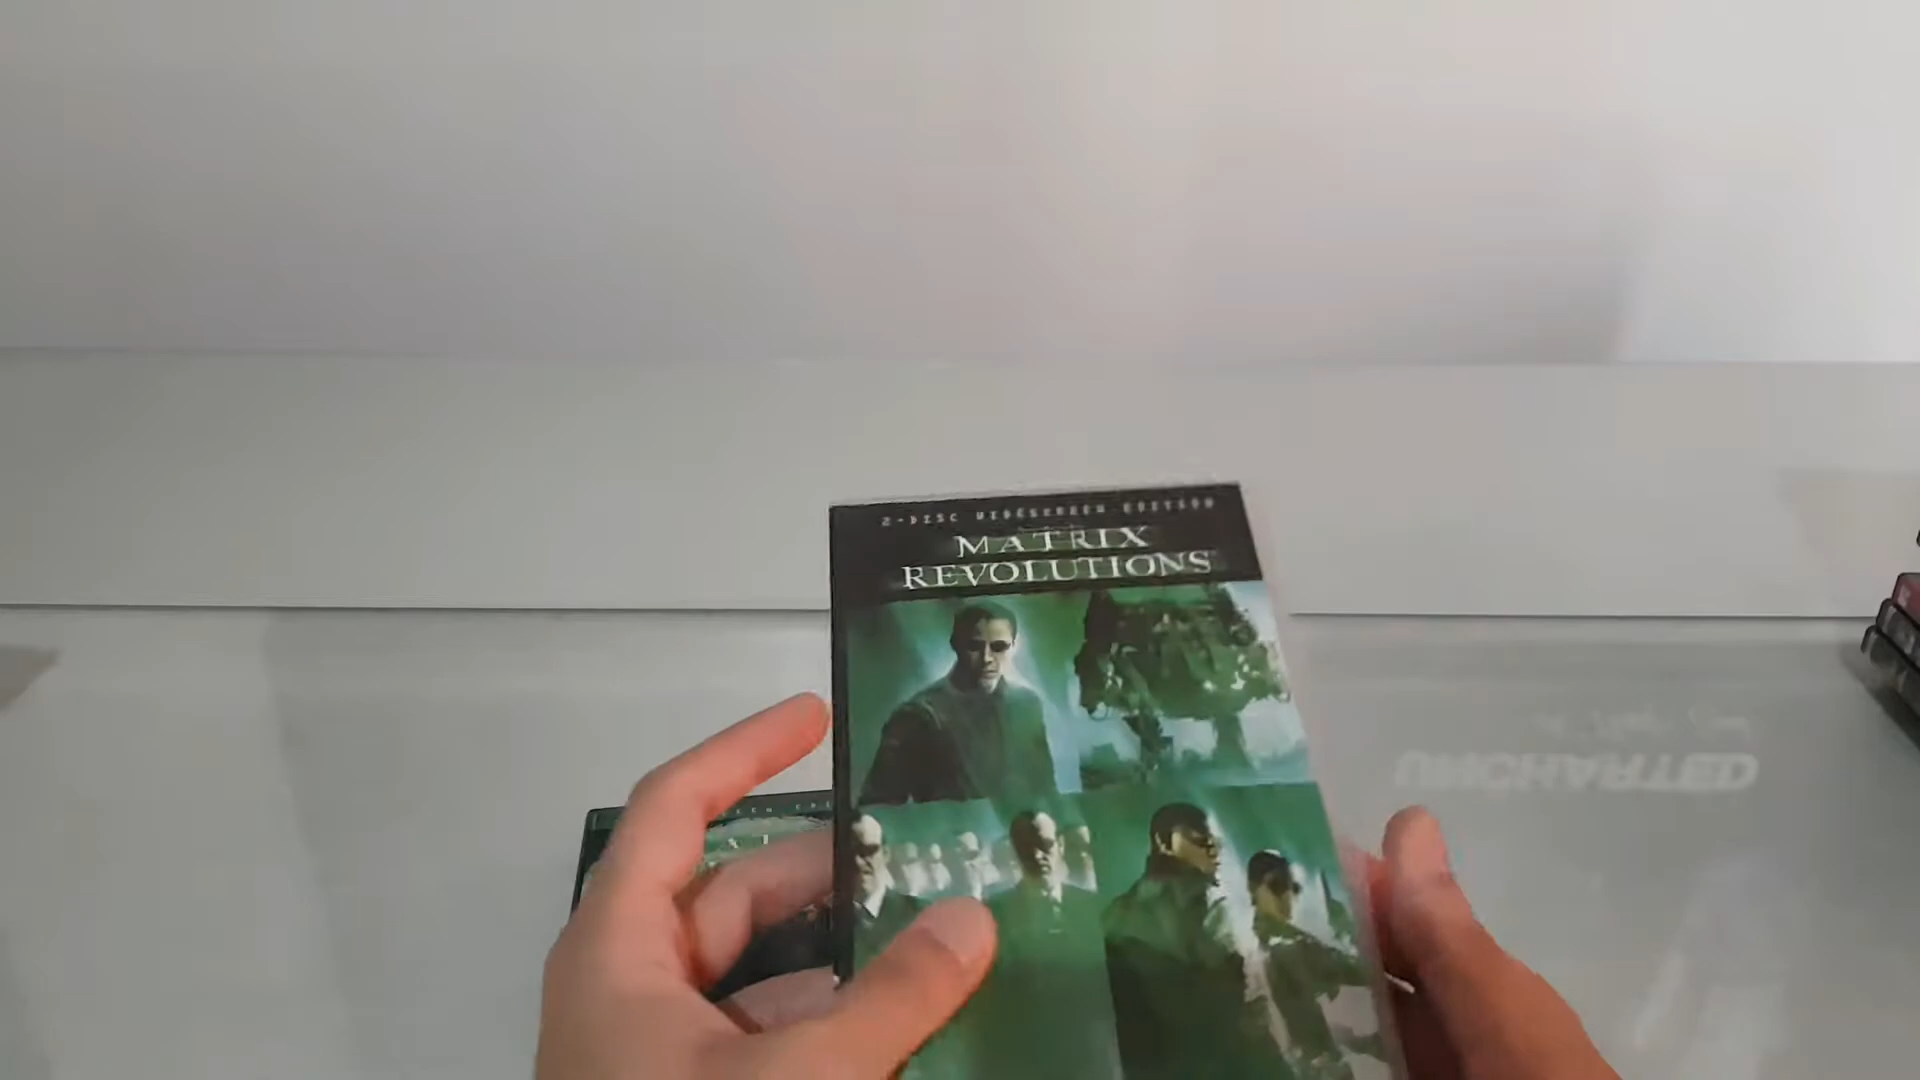 2-DISC WIDESCREEN EDITION
MATRIX
REVOLUTIONS
UNCHARTED